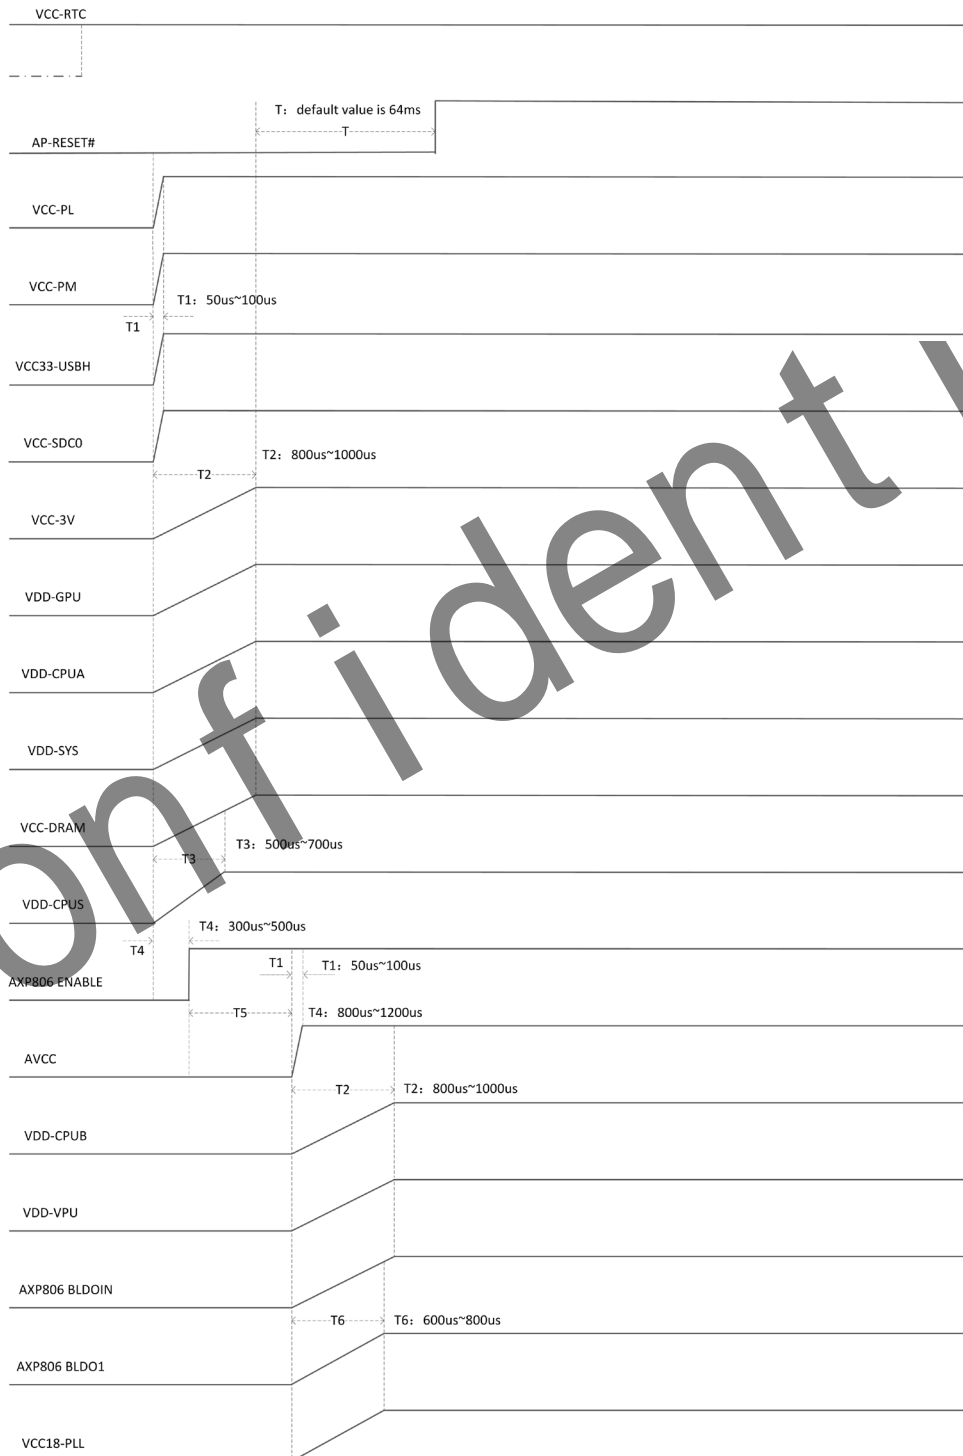 VCC-RTC
T：default value is 64ms
T
AP-RESET#
VCC-PL
VCC-PM
T1：50us~100us
T1
VCC33-USBH
VCC-SDC0
T2：800us~1000us
T2
VCC-3V
VDD-GPU
VDD-CPUA
VDD-SYS
VCC-DRAM
T3：500us~700us
T3
VDD-CPUS
T4：300us~500us
T4
T1
T1：50us~100us
AXP806 ENABLE
T5
T4：800us~1200us
AVCC
T2
T2：800us~1000us
VDD-CPUB
VDD-VPU
AXP806 BLDOIN
T6
T6：600us~800us
AXP806 BLDO1
VCC18-PLL
onfident